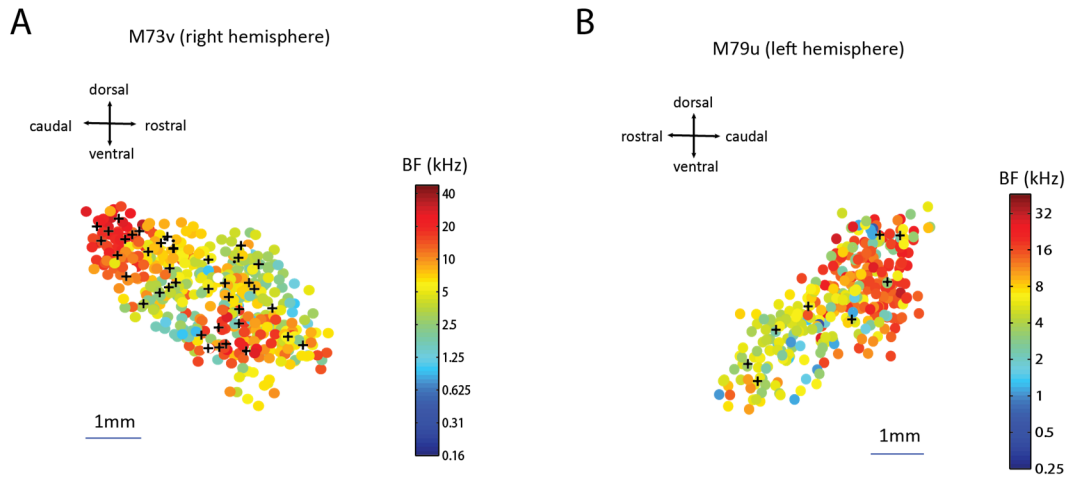 A
M73v (right hemisphere)
dorsal
caudal
rostral
ventral
BF (kHz)
40
20
10
5
25
1.25
0.625
0.31
0.16
1mm
B
M79u (left hemisphere)
dorsal
rostral
caudal
ventral
BF (kHz)
32
16
8
4
2
1
0.5
0.25
1mm